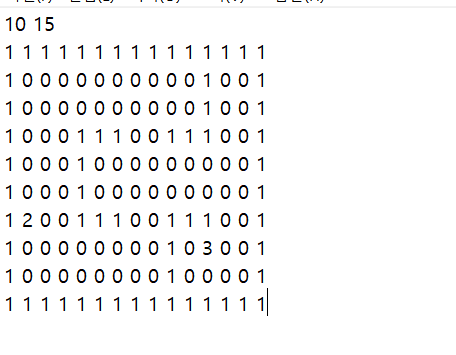 10 15
1 1 1 1 1 1 1 1 1 1 1 1 1 1 1
1 0 0 0 0 0 0 0 0 0 0 1 0 0 1
1 0 0 0 0 0 0 0 0 0 0 1 0 0 1
1 0 0 0 1 1 1 0 0 1 1 1 0 0 1
1 0 0 0 1 0 0 0 0 0 0 0 0 0 1
1 0 0 0 1 0 0 0 0 0 0 0 0 0 1
1 2 0 0 1 1 1 0 0 1 1 1 0 0 1
1 0 0 0 0 0 0 0 0 1 0 3 0 0 1
1 0 0 0 0 0 0 0 0 1 0 0 0 0 1
1 1 1 1 1 1 1 1 1 1 1 1 1 1 1